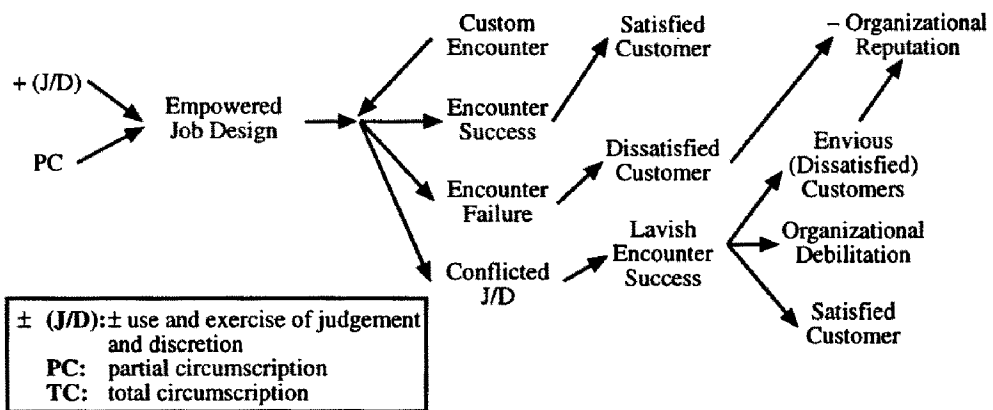 + (J/D)
PC
Empowered
Job Design
Custom
Encounter
Encounter
Success
Encounter
Failure
Conflicted
J/D
Satisfied
Customer
Dissatisfied
Customer
Lavish
Encounter
Success
– Organizational
Reputation
Envious
(Dissatisfied)
Customers
Organizational
Debilitation
Satisfied
Customer
± (J/D): ± use and exercise of judgement
and discretion
PC: partial circumscription
TC: total circumscription